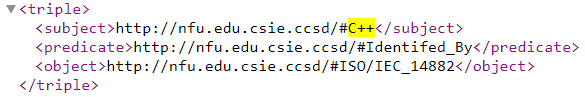 ▼<triple>
<subject>http://nfu.edu.csie.ccsd/#C++</subject>
<predicate>http://nfu.edu.csie.ccsd/#Identifed_By</predicate>
<object>http://nfu.edu.csie.ccsd/#ISO/IEC_14882</object>
</triple>